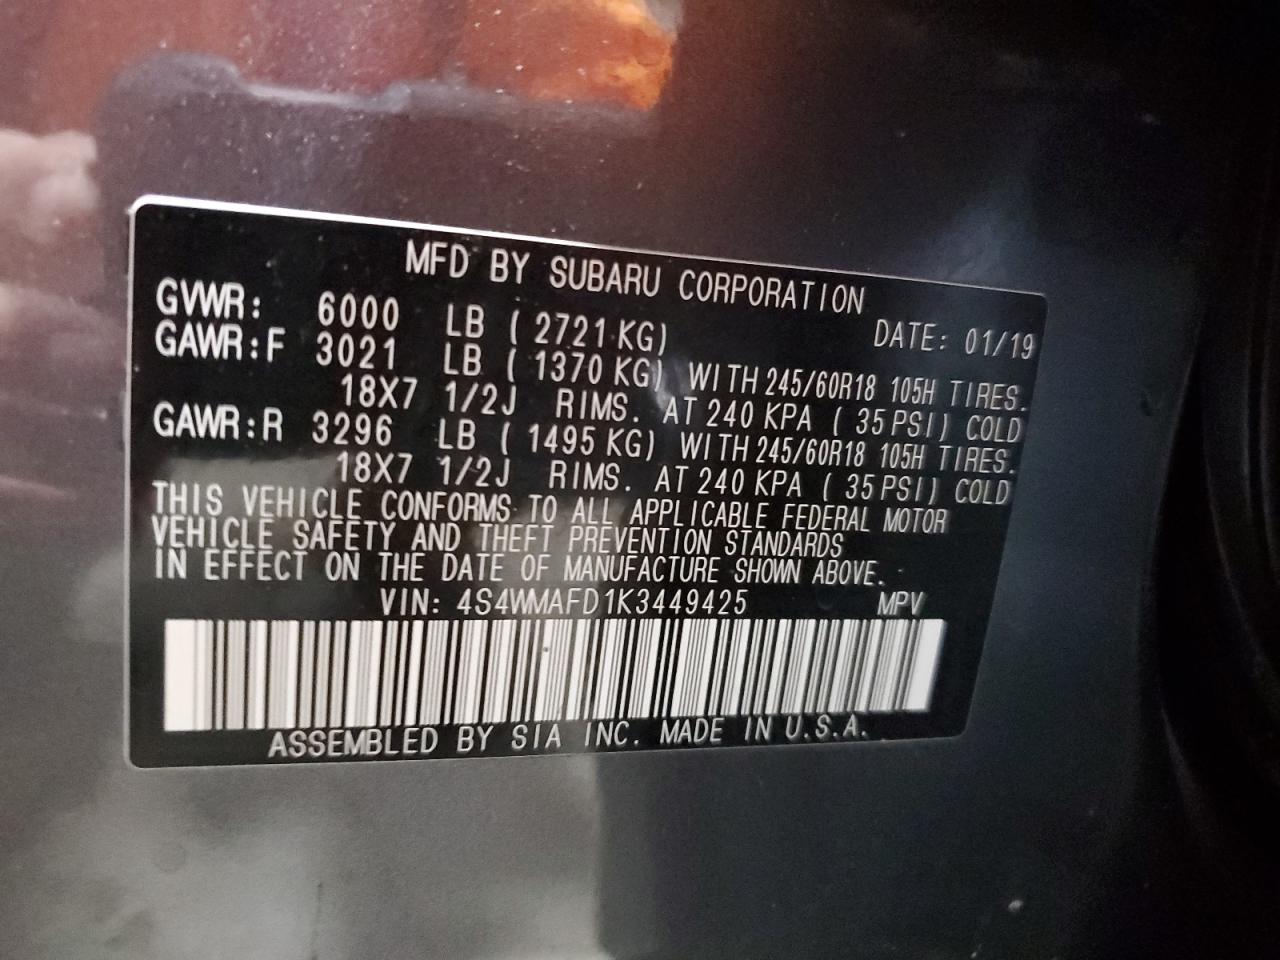 MFD BY SUBARU CORPORATION
GVWR: 6000 LB ( 2721 KG) DATE: 01/19
GAWR:F 3021 LB ( 1370 KG) WITH 245/60R18 105H TIRES.
18X7 1/2J RIMS. AT 240 KPA ( 35 PSI) COLD
GAWR:R 3296 LB ( 1495 KG) WITH 245/60R18 105H TIRES.
18X7 1/2J RIMS. AT 240 KPA ( 35 PSI) COLD
THIS VEHICLE CONFORMS TO ALL APPLICABLE FEDERAL MOTOR
VEHICLE SAFETY AND THEFT PREVENTION STANDARDS
IN EFFECT ON THE DATE OF MANUFACTURE SHOWN ABOVE.
VIN: 4S4WMAFD1K3449425 MPV
ASSEMBLED BY SIA INC. MADE IN U.S.A.